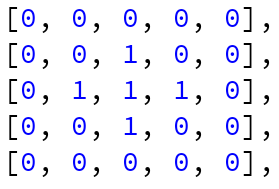 [0, 0, 0, 0, 0],
[0, 0, 1, 0, 0],
[0, 1, 1, 1, 0],
[0, 0, 1, 0, 0],
[0, 0, 0, 0, 0],